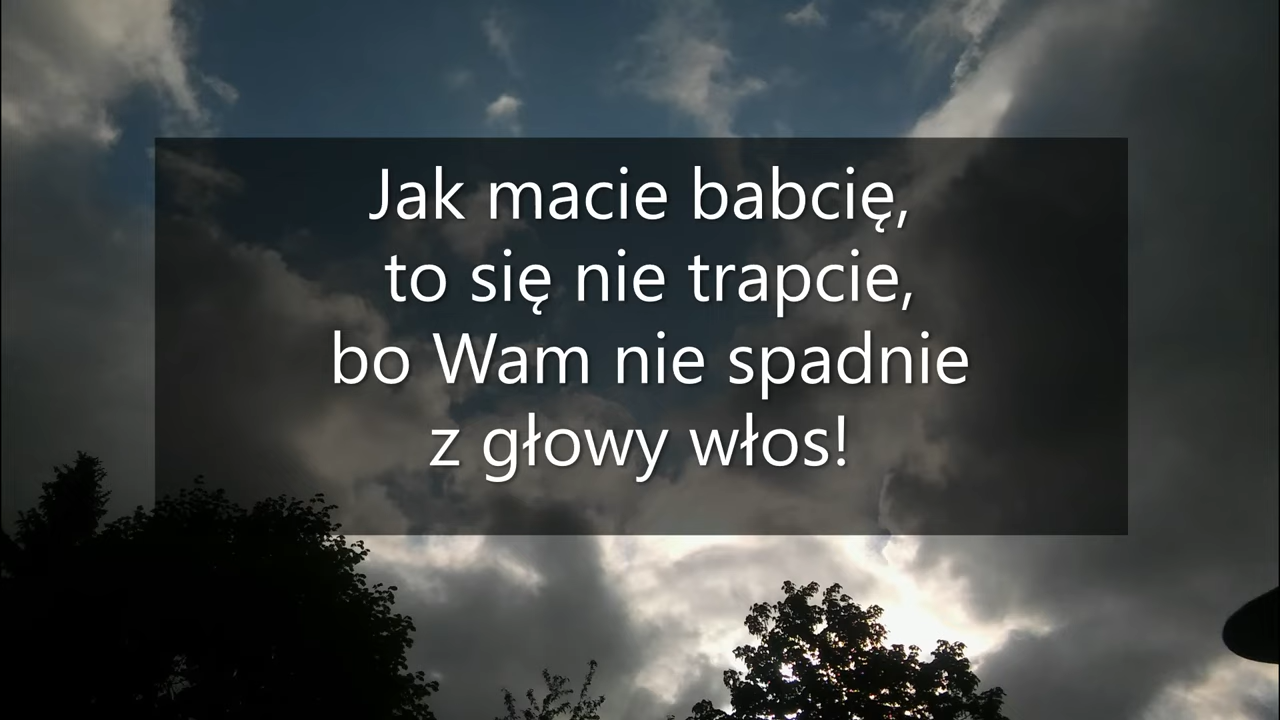 Jak macie babcię,
to się nie trapcie,
bo Wam nie spadnie
z głowy włos!